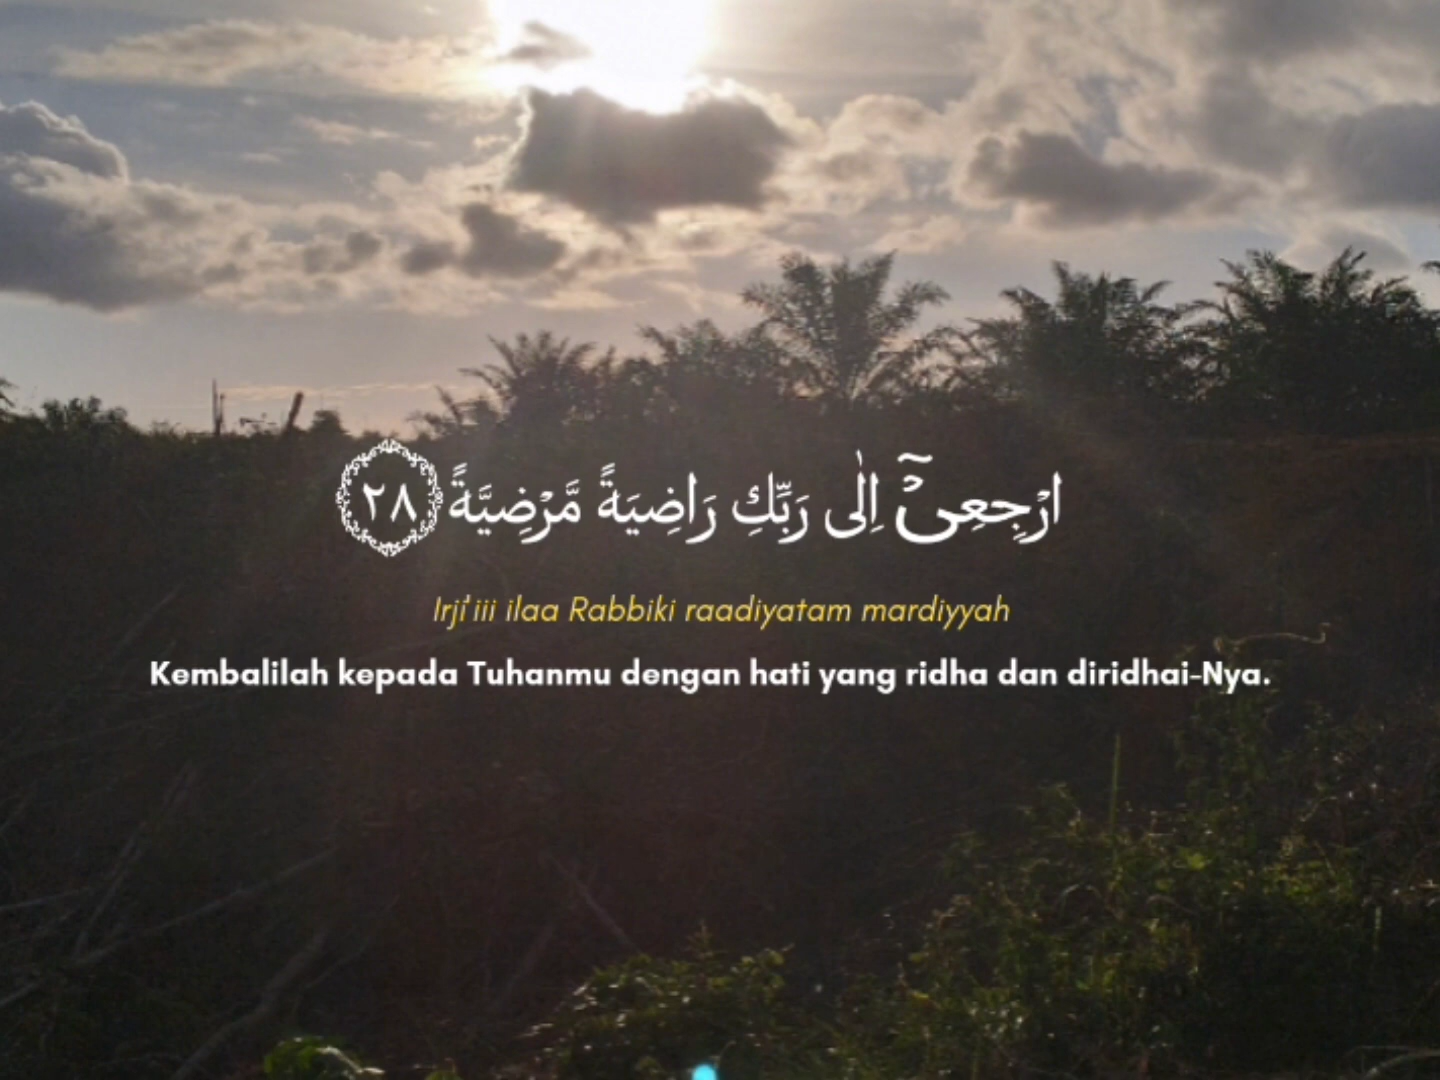 ارْجِعِيْٓ اِلٰى رَبِّكِ رَاضِيَةً مَّرْضِيَّةً ٢٨
Irji'iii ilaa Rabbiki raadiyatam mardiyyah
Kembalilah kepada Tuhanmu dengan hati yang ridha dan diridhai-Nya.